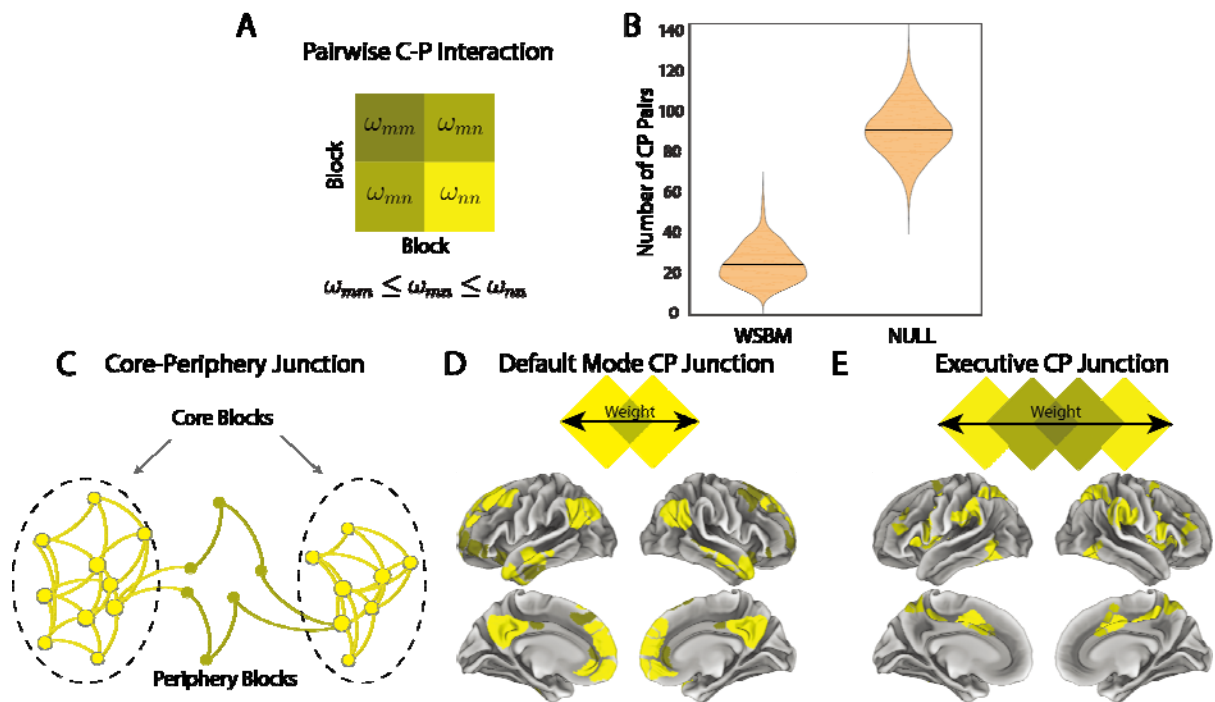 A
Pairwise C-P Interaction
ω_mm ω_mn
ω_mn ω_nn
Block
Block
ω_mm ≤ ω_mn ≤ ω_nn
B
Number of CP Pairs
140
120
100
80
60
40
20
0
WSBM NULL
C Core-Periphery Junction
Core Blocks
Periphery Blocks
D Default Mode CP Junction
Weight
E Executive CP Junction
Weight